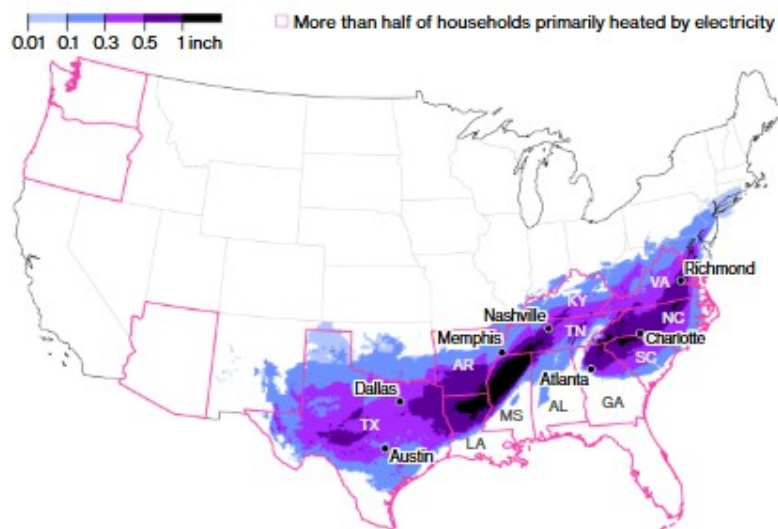 0.01 0.1 0.3 0.5 1 inch
More than half of households primarily heated by electricity
Richmond
VA
KY
Nashville
NC
TN
Memphis
Charlotte
AR
SC
Atlanta
Dallas
MS
AL
GA
TX
LA
Austin